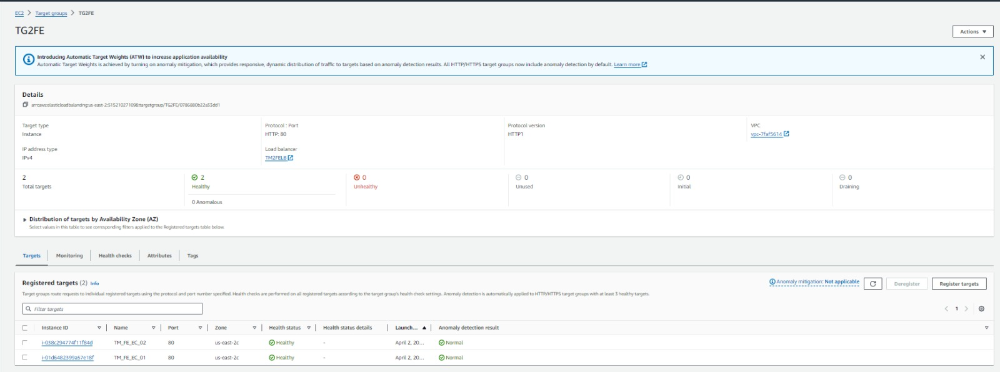 EC2 > Target groups > TG2FE
TG2FE
Actions
Introducing Automatic Target Weights (ATW) to increase application availability
Automatic Target Weights is achieved by turning on anomaly mitigation, which provides responsive, dynamic distribution of traffic to targets based on anomaly detection results. All HTTP/HTTPS target groups now include anomaly detection by default. Learn more
Details
arn:aws:elasticloadbalancing:us-east-2:515210271098:targetgroup/TG2FE/0786880b22a33dd1
Target type
Instance
Protocol : Port
HTTP: 80
Protocol version
HTTP1
VPC
vpc-7faf5614
IP address type
IPv4
Load balancer
TM2FELB
2
Total targets
2
Healthy
0 Anomalous
0
Unhealthy
0
Unused
0
Initial
0
Draining
Distribution of targets by Availability Zone (AZ)
Select values in this table to see corresponding filters applied to the Registered targets table below.
Targets Monitoring Health checks Attributes Tags
Registered targets (2) Info
Anomaly mitigation: Not applicable
Deregister
Register targets
Target groups route requests to individual registered targets using the protocol and port number specified. Health checks are performed on all registered targets according to the target group's health check settings. Anomaly detection is automatically applied to HTTP/HTTPS target groups with at least 3 healthy targets.
Filter targets
1
Instance ID Name Port Zone Health status Health status details Launch... Anomaly detection result
i-038c294774f11f84d TM_FE_EC_02 80 us-east-2c Healthy - April 2, 20... Normal
i-01d6482399a57e18f TM_FE_EC_01 80 us-east-2c Healthy - April 2, 20... Normal